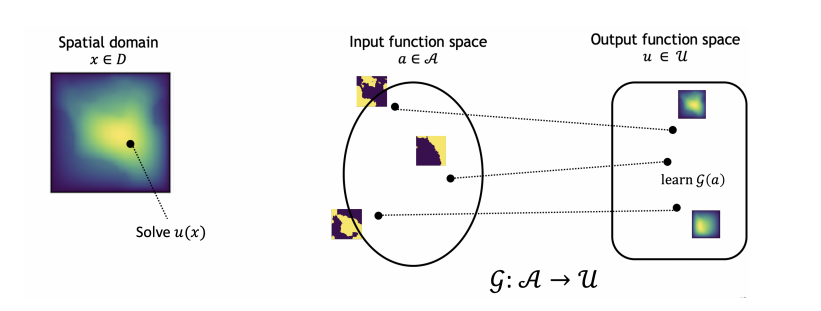 Spatial domain
x ∈ D
Solve u(x)
Input function space
a ∈ 𝒜
Output function space
u ∈ 𝒰
learn 𝒢(a)
𝒢: 𝒜 → 𝒰